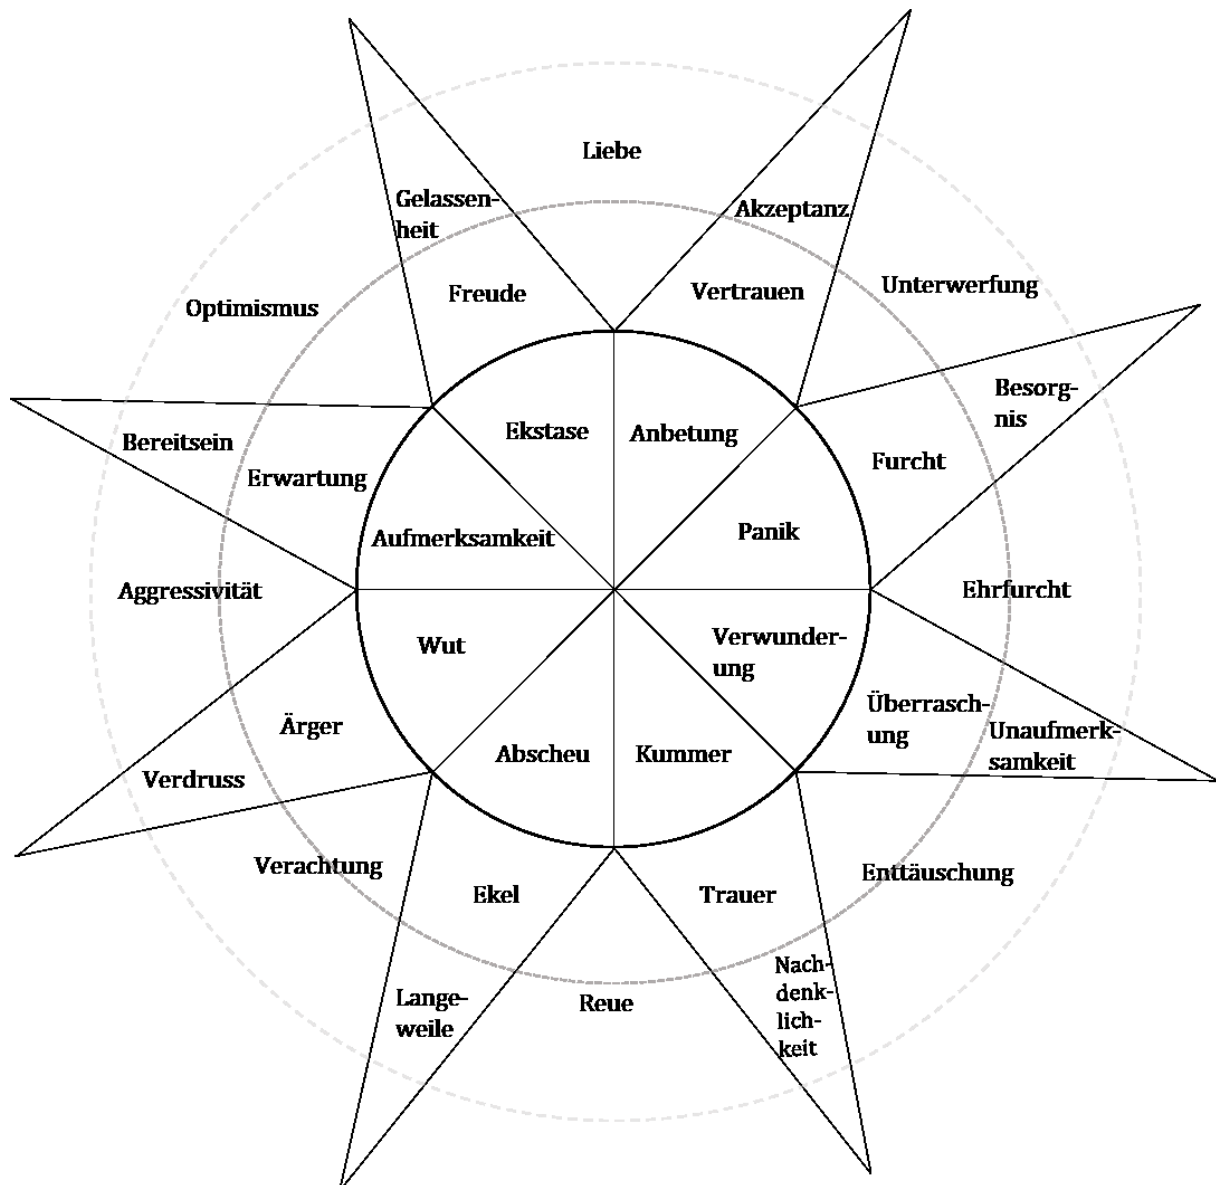 Liebe
Gelassen-
heit
Akzeptanz
Optimismus
Freude
Vertrauen
Unterwerfung
Besorg-
nis
Bereitsein
Erwartung
Ekstase
Anbetung
Furcht
Aufmerksamkeit
Panik
Aggressivität
Ehrfurcht
Wut
Verwunder-
ung
Ärger
Überrasch-
ung
Unaufmerk-
samkeit
Verdruss
Abscheu
Kummer
Verachtung
Ekel
Trauer
Enttäuschung
Lange-
weile
Reue
Nach-
denk-
lich-
keit